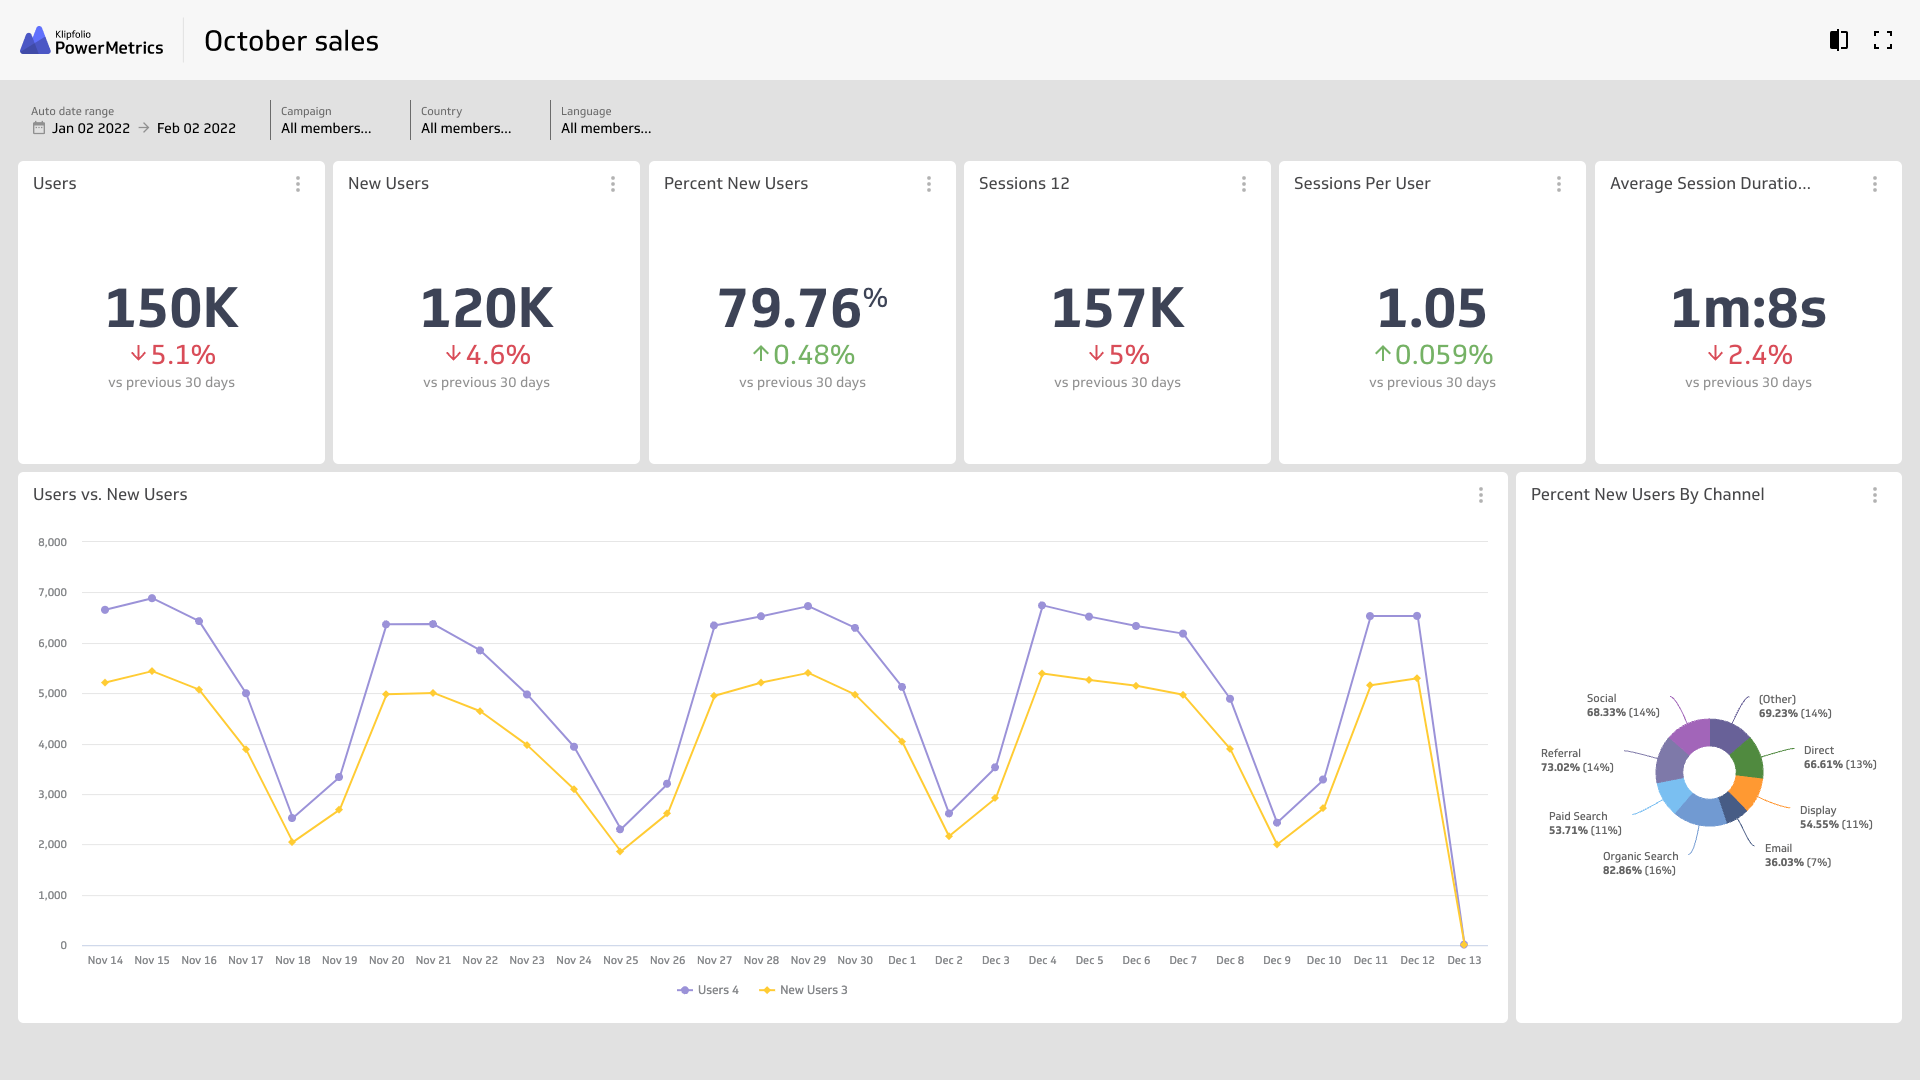 Klipfolio
PowerMetrics
October sales
Auto date range
Jan 02 2022 → Feb 02 2022
Campaign
All members...
Country
All members...
Language
All members...
Users
150K
↓5.1%
vs previous 30 days
New Users
120K
↓4.6%
vs previous 30 days
Percent New Users
79.76%
↑0.48%
vs previous 30 days
Sessions 12
157K
↓5%
vs previous 30 days
Sessions Per User
1.05
↑0.059%
vs previous 30 days
Average Session Duratio...
1m:8s
↓2.4%
vs previous 30 days
Users vs. New Users
8,000
7,000
6,000
5,000
4,000
3,000
2,000
1,000
0
Nov 14 Nov 15 Nov 16 Nov 17 Nov 18 Nov 19 Nov 20 Nov 21 Nov 22 Nov 23 Nov 24 Nov 25 Nov 26 Nov 27 Nov 28 Nov 29 Nov 30 Dec 1 Dec 2 Dec 3 Dec 4 Dec 5 Dec 6 Dec 7 Dec 8 Dec 9 Dec 10 Dec 11 Dec 12 Dec 13
Users 4 New Users 3
Percent New Users By Channel
Social
68.33% (14%)
(Other)
69.23% (14%)
Referral
73.02% (14%)
Direct
66.61% (13%)
Paid Search
53.71% (11%)
Display
54.55% (11%)
Organic Search
82.86% (16%)
Email
36.03% (7%)